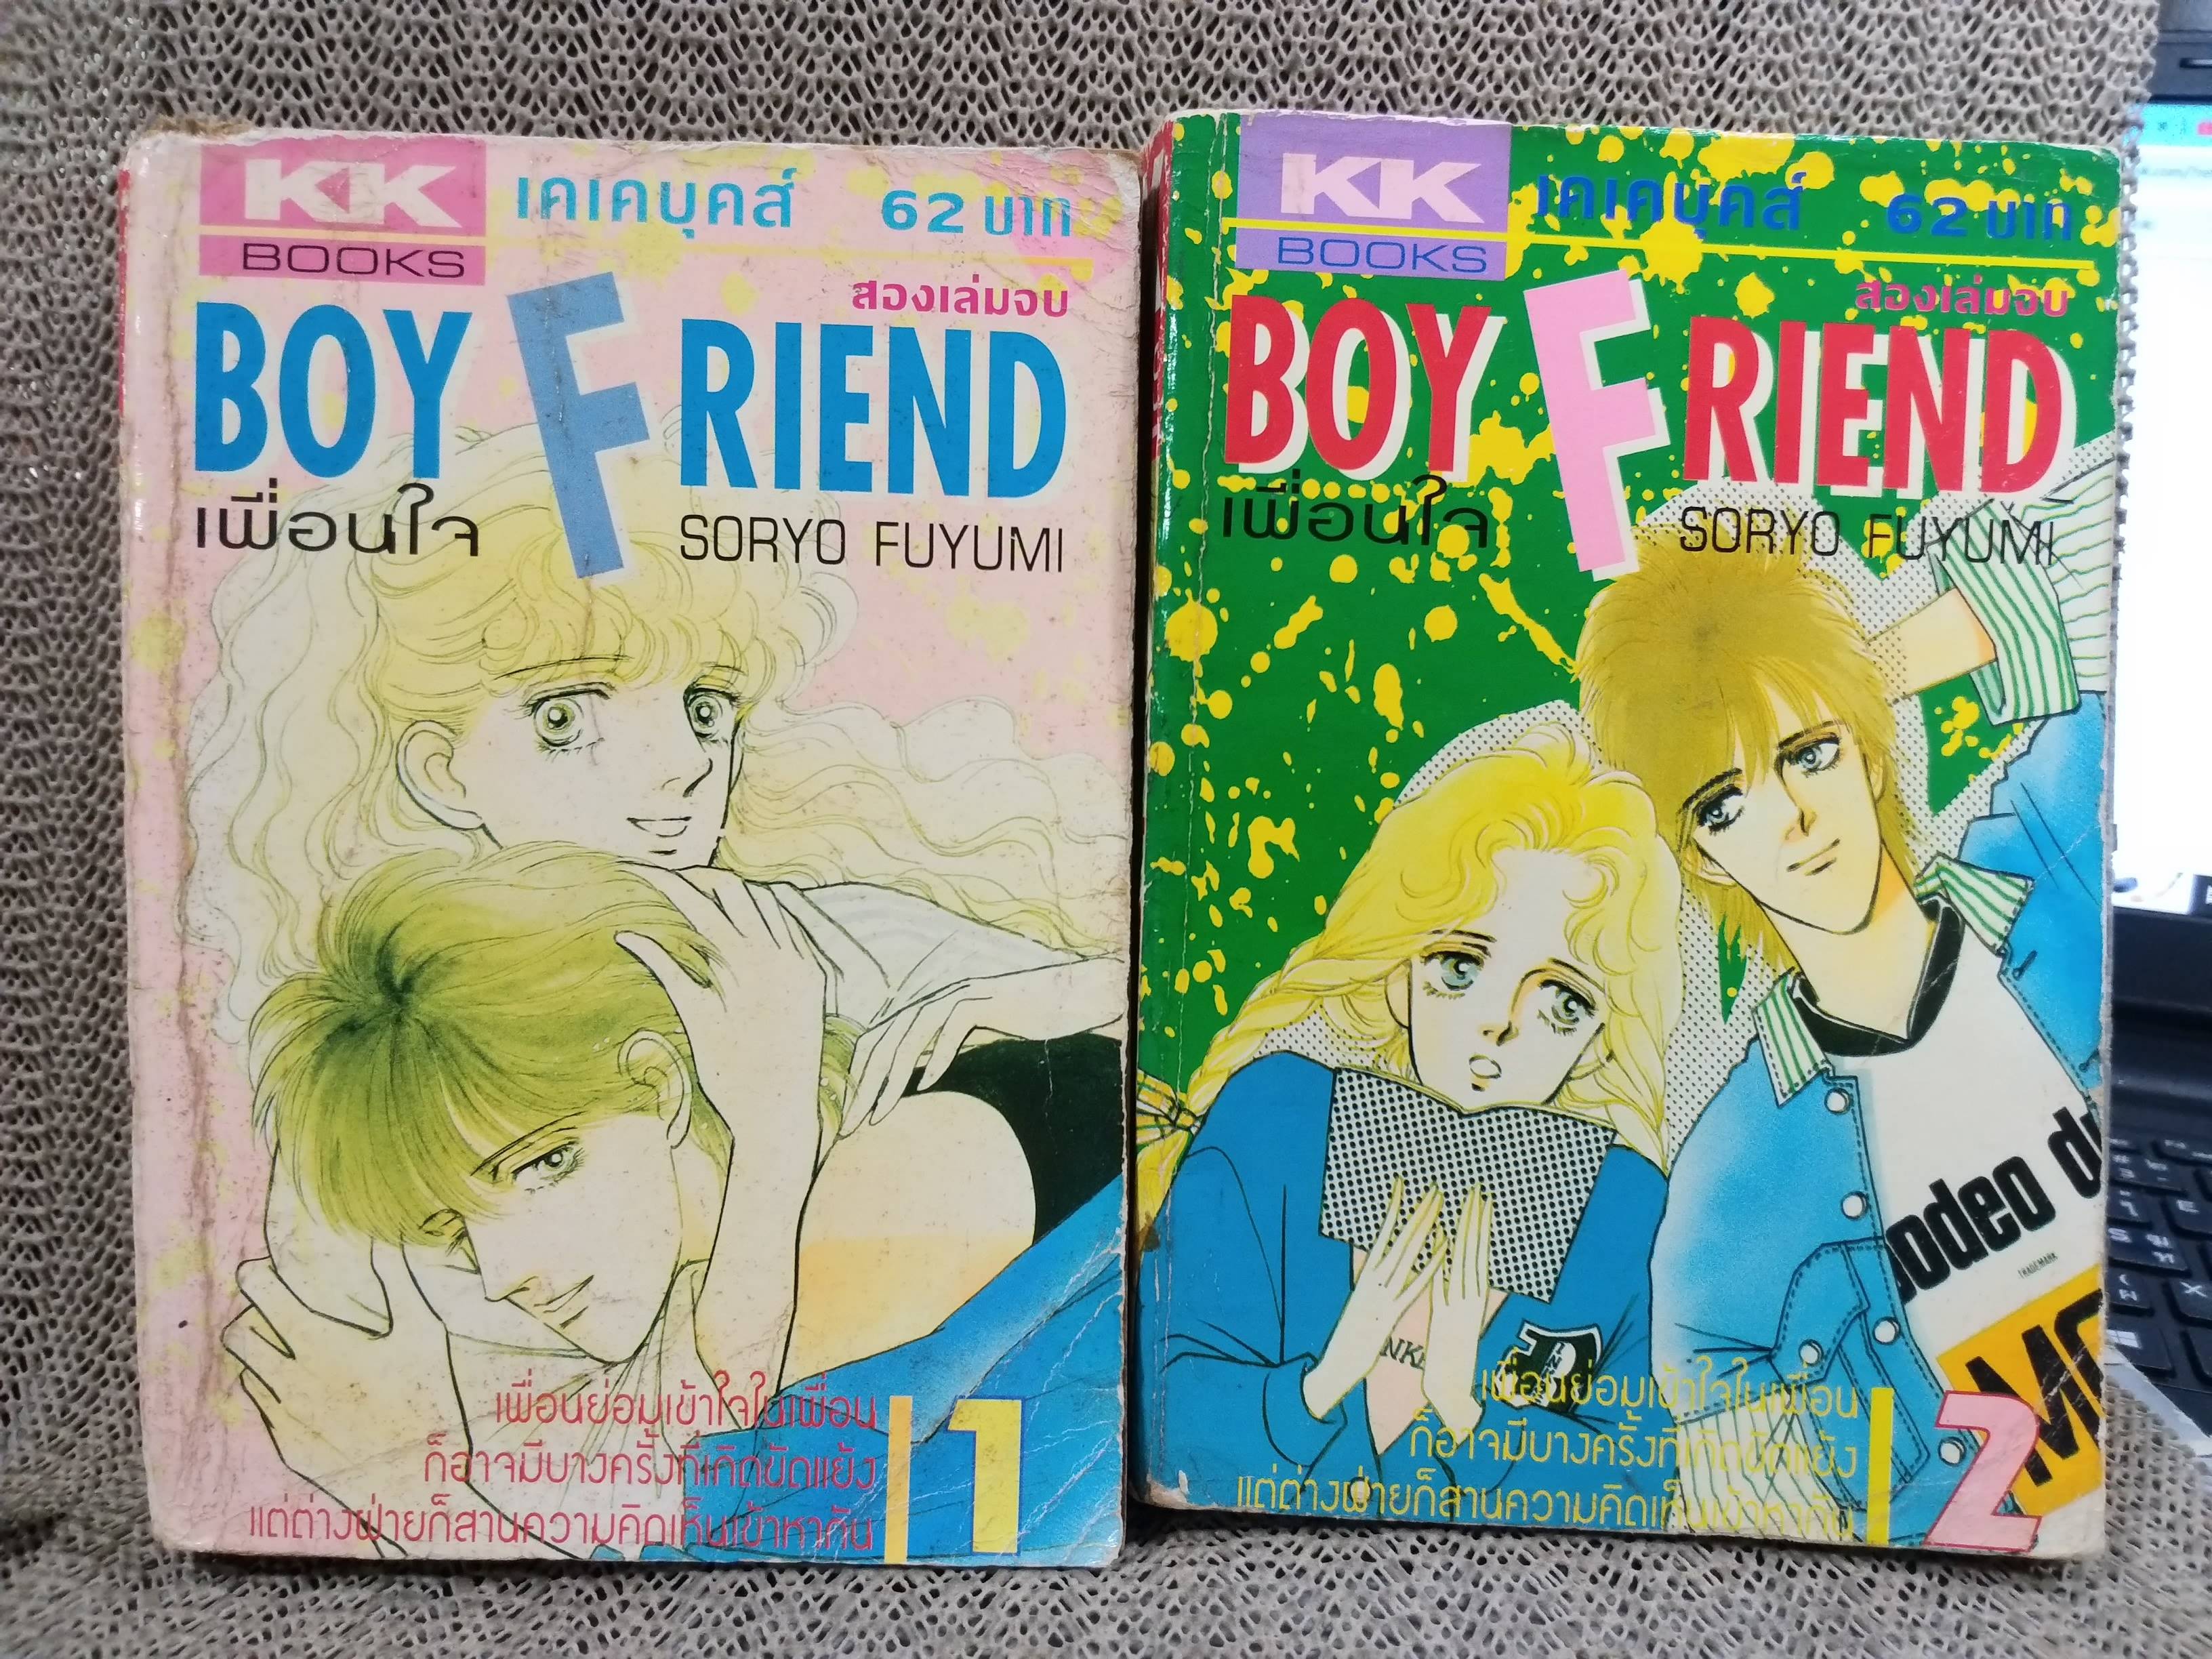 KK
BOOKS
เคเคบุคส์ 62 บาท
สองเล่มจบ
BOY FRIEND
เพื่อนใจ
SORYO FUYUMI
เพื่อนย่อมเข้าใจในเพื่อน
ก็อาจมีบางครั้งที่เกิดขัดแย้ง
แต่ต่างฝ่ายก็สานความคิดเห็นเข้าหากัน
1
KK
BOOKS
เคเคบุคส์ 62 บาท
สองเล่มจบ
BOY FRIEND
เพื่อนใจ
SORYO FUYUMI
TRADEMARK
เพื่อนย่อมเข้าใจในเพื่อน
ก็อาจมีบางครั้งที่เกิดขัดแย้ง
แต่ต่างฝ่ายก็สานความคิดเห็นเข้าหากัน
2